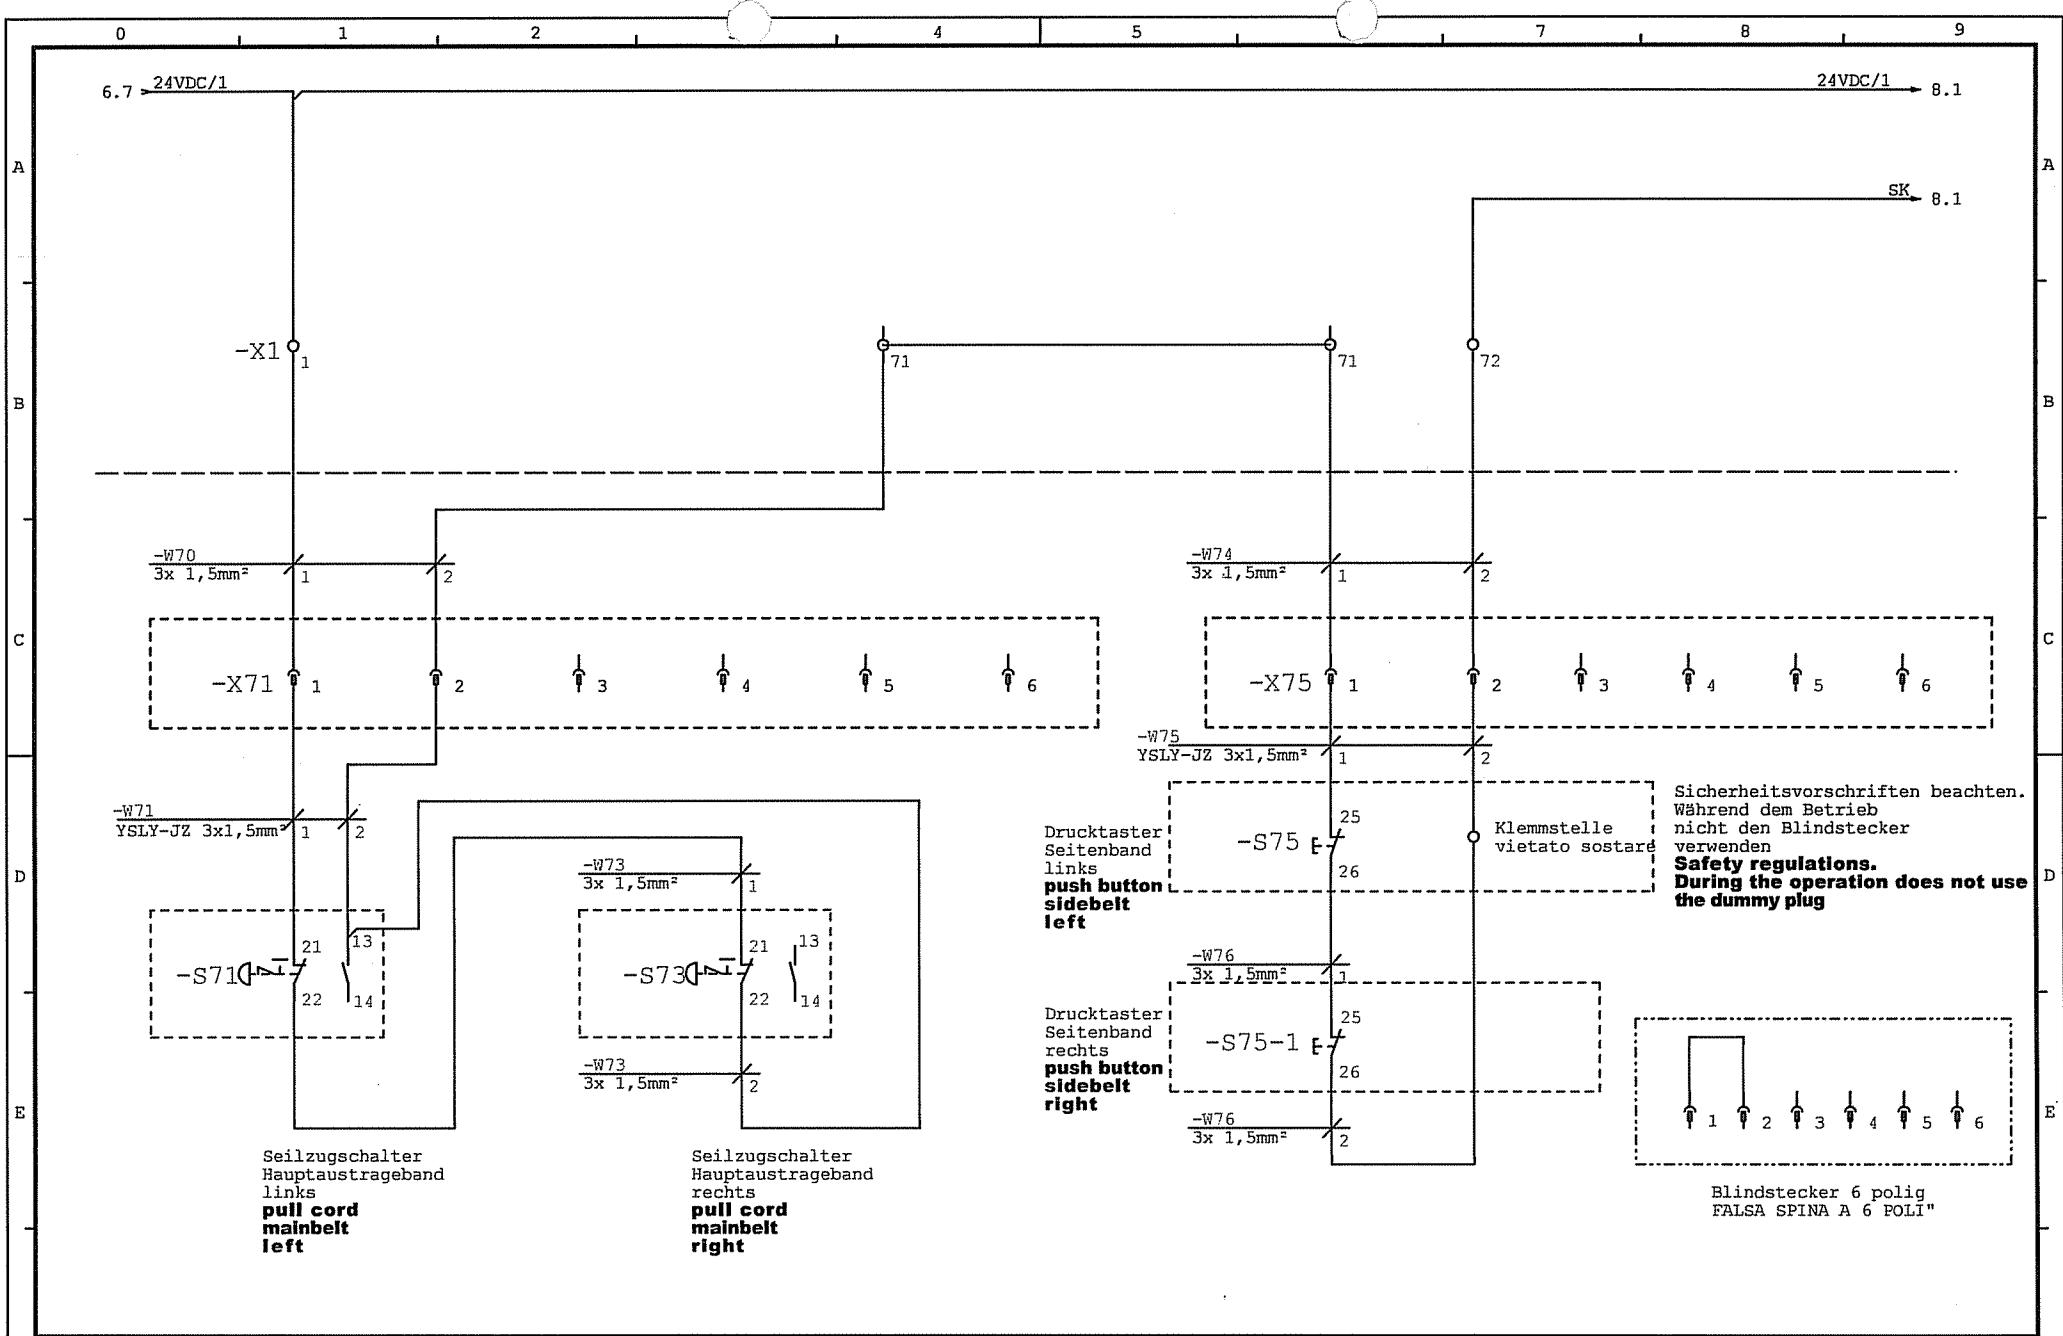 0 1 2 4 5 7 8 9
6.7 24VDC/1 24VDC/1 8.1
A A
SK 8.1
-X1 1 71 71 72
B B
-W70
3x 1,5mm² 1 2
-W74
3x 1,5mm² 1 2
C C
-X71 1 2 3 4 5 6
-X75 1 2 3 4 5 6
-W75
YSLY-JZ 3x1,5mm² 1 2
-W71
YSLY-JZ 3x1,5mm² 1 2
-W73
3x 1,5mm² 1
D D
Drucktaster
Seitenband
links
push button
sidebelt
left
-S75 25 26
Klemmstelle
vietato sostare
Sicherheitsvorschriften beachten.
Während dem Betrieb
nicht den Blindstecker
verwenden
Safety regulations.
During the operation does not use
the dummy plug
-S71 21 22 13 14
-S73 21 22 13 14
-W76
3x 1,5mm² 1
Drucktaster
Seitenband
rechts
push button
sidebelt
right
-S75-1 25 26
-W73
3x 1,5mm² 2
-W76
3x 1,5mm² 2
E E
1 2 3 4 5 6
Seilzugschalter
Hauptaustrageband
links
pull cord
mainbelt
left
Seilzugschalter
Hauptaustrageband
rechts
pull cord
mainbelt
right
Blindstecker 6 polig
FALSA SPINA A 6 POLI"